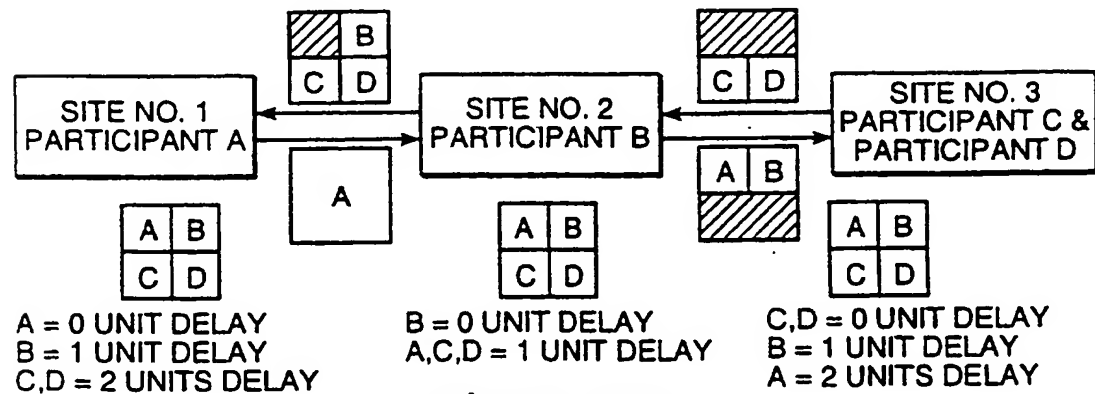 B
C D
SITE NO. 1
PARTICIPANT A
A
SITE NO. 2
PARTICIPANT B
C D
A B
SITE NO. 3
PARTICIPANT C &
PARTICIPANT D
A B
C D
A = 0 UNIT DELAY
B = 1 UNIT DELAY
C,D = 2 UNITS DELAY
A B
C D
B = 0 UNIT DELAY
A,C,D = 1 UNIT DELAY
A B
C D
C,D = 0 UNIT DELAY
B = 1 UNIT DELAY
A = 2 UNITS DELAY